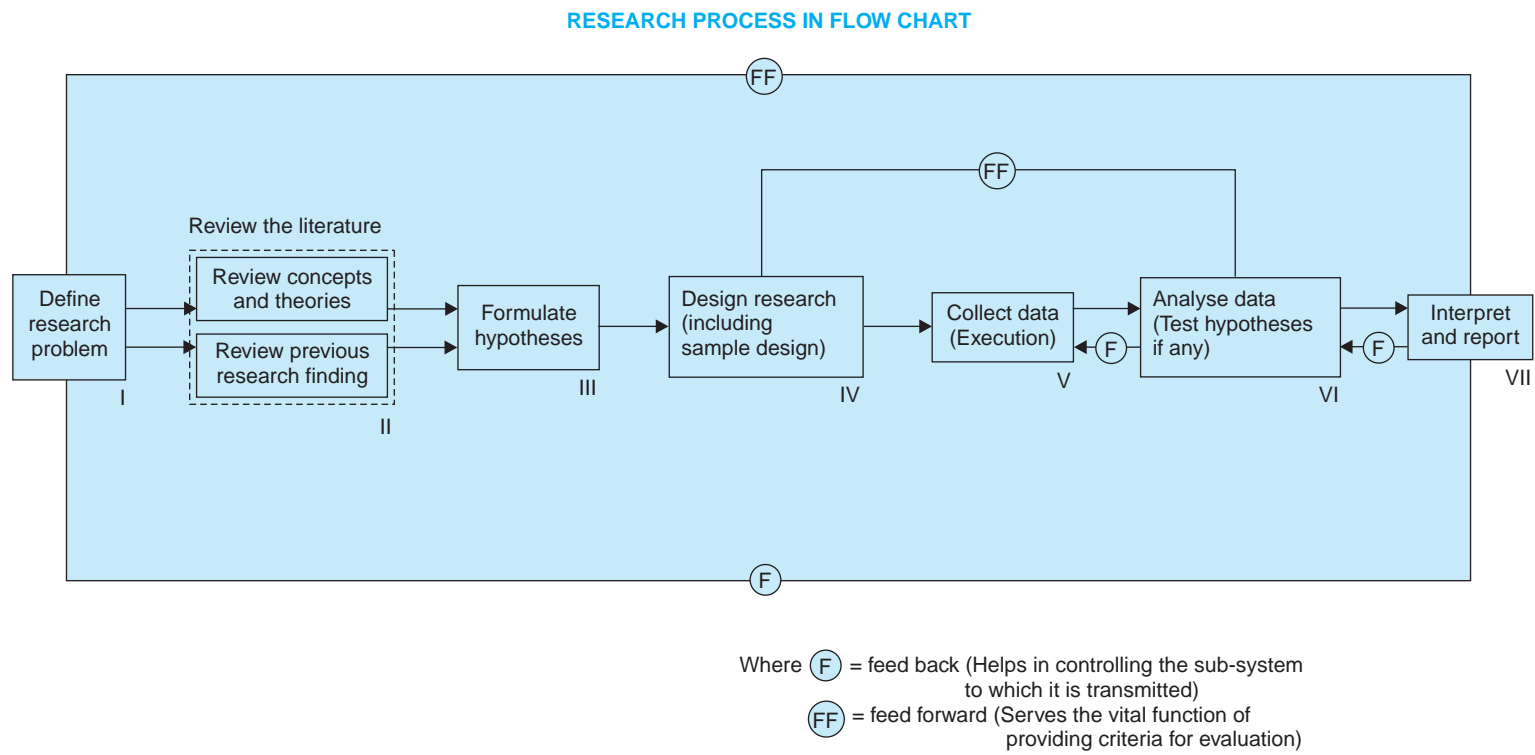 RESEARCH PROCESS IN FLOW CHART
FF
FF
Review the literature
Define
research
problem
I
Review concepts
and theories
Review previous
research finding
II
Formulate
hypotheses
III
Design research
(including
sample design)
IV
Collect data
(Execution)
V
F
Analyse data
(Test hypotheses
if any)
VI
F
Interpret
and report
VII
F
Where F = feed back (Helps in controlling the sub-system
to which it is transmitted)
FF = feed forward (Serves the vital function of
providing criteria for evaluation)